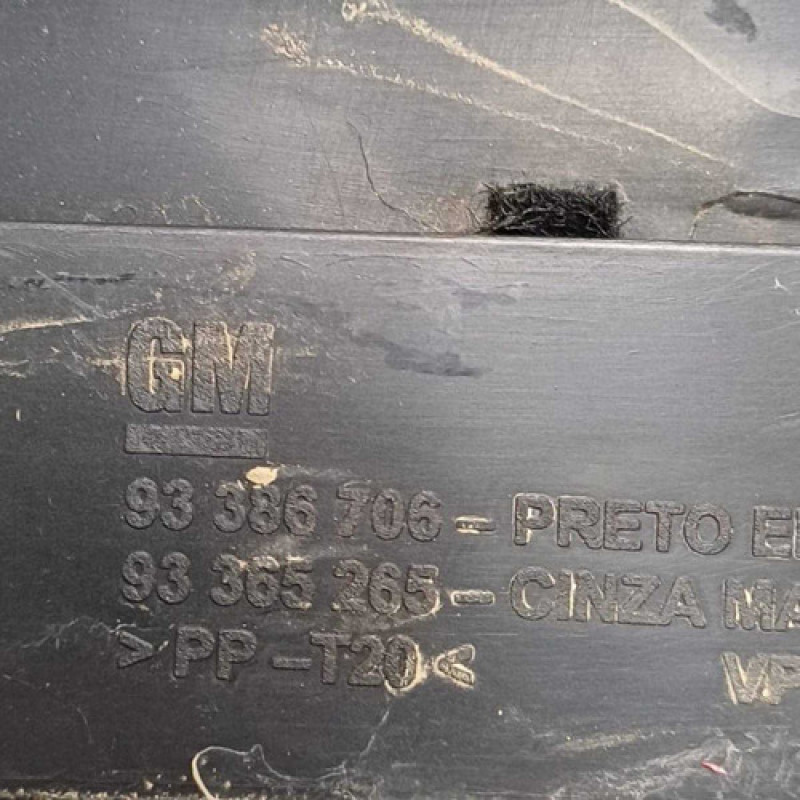 GM
93 386 706 - PRETO
93 365 265 - CINZA
>PP-T20<